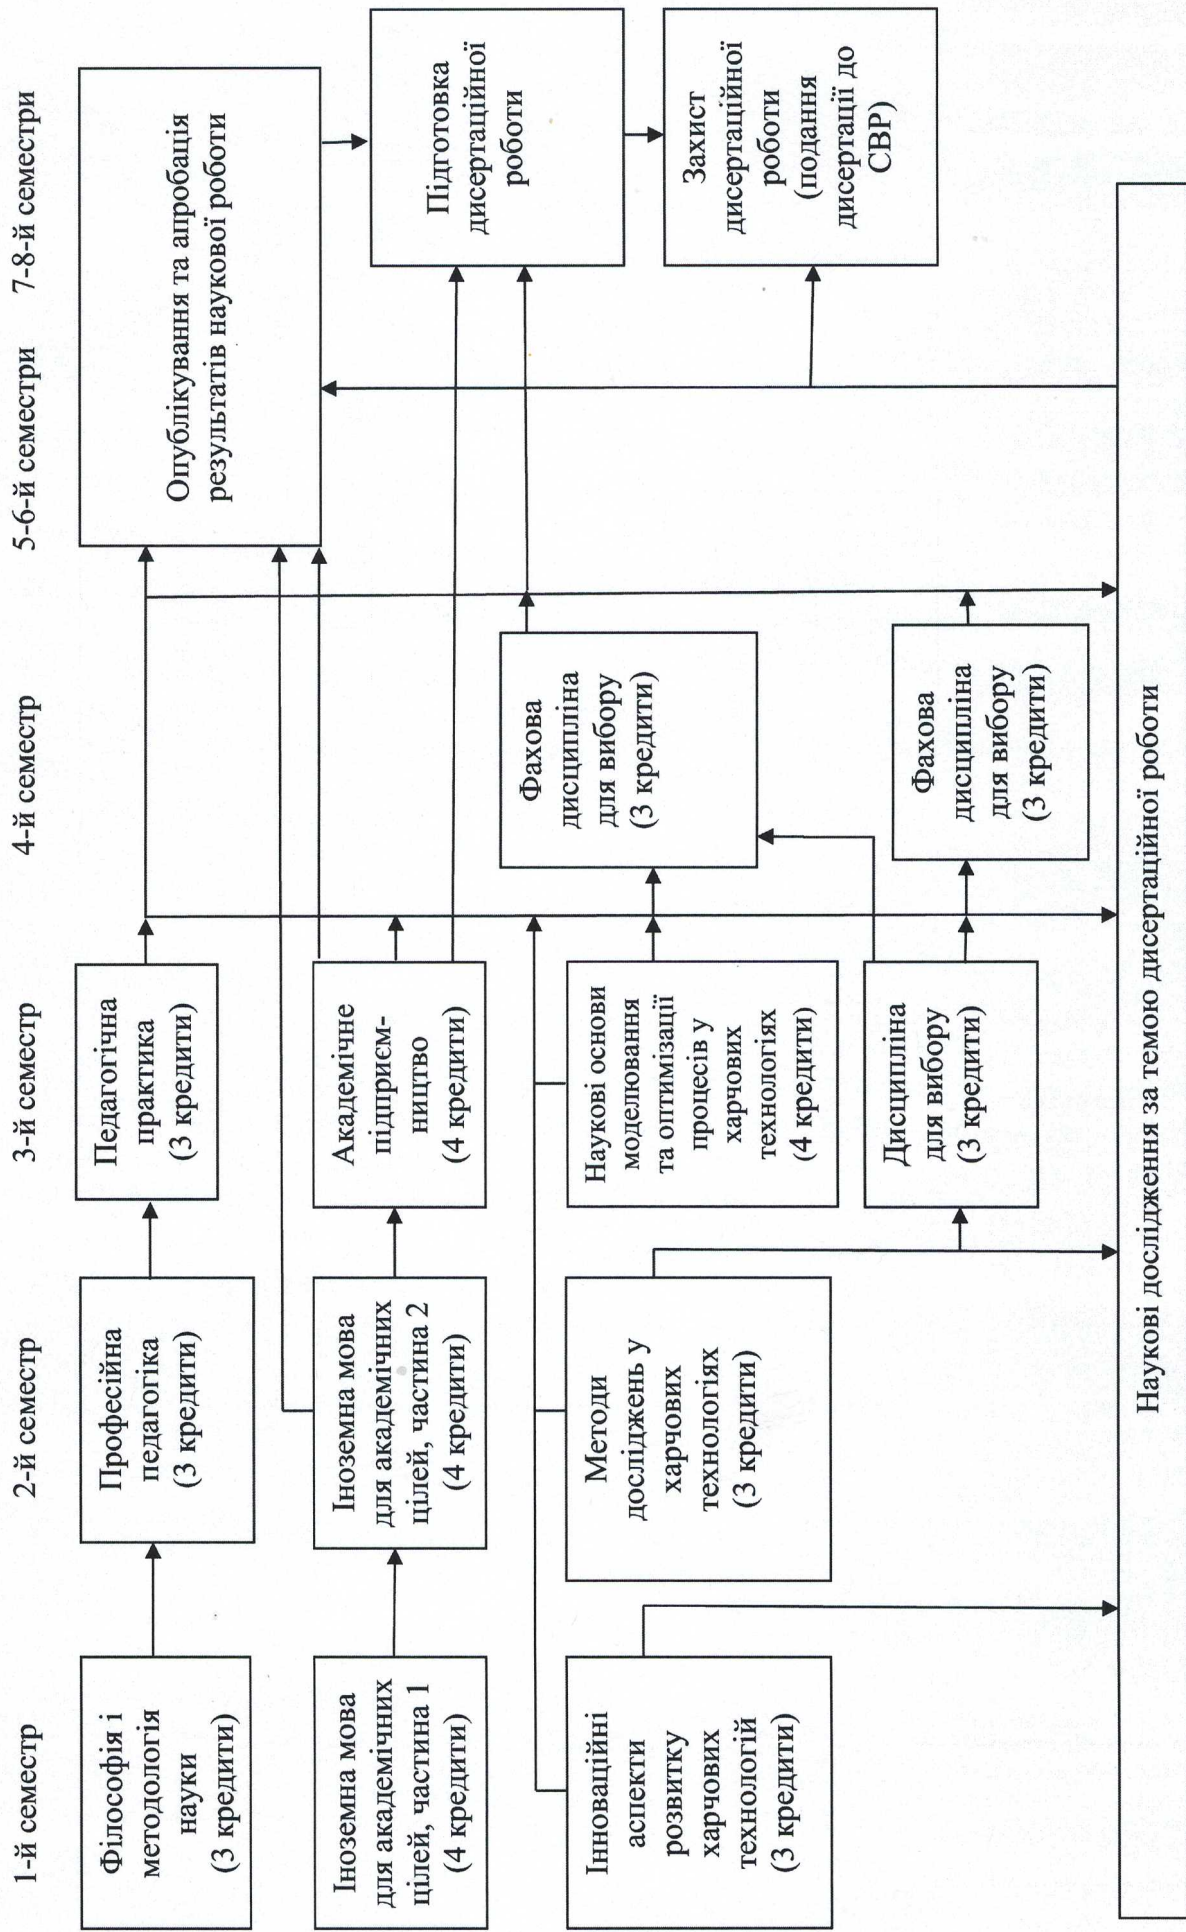 1-й семестр
2-й семестр
3-й семестр
4-й семестр
5-6-й семестри
7-8-й семестри
Філософія і
методологія
науки
(3 кредити)
Професійна
педагогіка
(3 кредити)
Педагогічна
практика
(3 кредити)
Опублікування та апробація
результатів наукової роботи
Іноземна мова
для академічних
цілей, частина 1
(4 кредити)
Іноземна мова
для академічних
цілей, частина 2
(4 кредити)
Академічне
підприєм-
ництво
(4 кредити)
Підготовка
дисертаційної
роботи
Інноваційні
аспекти
розвитку
харчових
технологій
(3 кредити)
Методи
досліджень у
харчових
технологіях
(3 кредити)
Наукові основи
моделювання
та оптимізації
процесів у
харчових
технологіях
(4 кредити)
Фахова
дисципліна
для вибору
(3 кредити)
Захист
дисертаційної
роботи
(подання
дисертації до
СВР)
Дисципліна
для вибору
(3 кредити)
Фахова
дисципліна
для вибору
(3 кредити)
Наукові дослідження за темою дисертаційної роботи